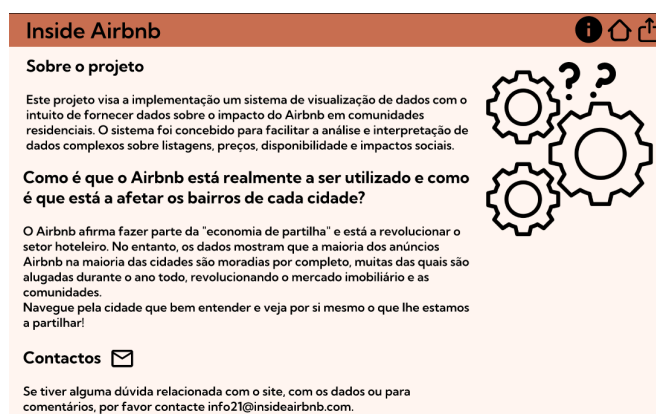 Inside Airbnb
Sobre o projeto
Este projeto visa a implementação um sistema de visualização de dados com o
intuito de fornecer dados sobre o impacto do Airbnb em comunidades
residenciais. O sistema foi concebido para facilitar a análise e interpretação de
dados complexos sobre listagens, preços, disponibilidade e impactos sociais.
Como é que o Airbnb está realmente a ser utilizado e como
é que está a afetar os bairros de cada cidade?
O Airbnb afirma fazer parte da "economia de partilha" e está a revolucionar o
setor hoteleiro. No entanto, os dados mostram que a maioria dos anúncios
Airbnb na maioria das cidades são moradias por completo, muitas das quais são
alugadas durante o ano todo, revolucionando o mercado imobiliário e as
comunidades.
Navegue pela cidade que bem entender e veja por si mesmo o que lhe estamos
a partilhar!
Contactos
Se tiver alguma dúvida relacionada com o site, com os dados ou para
comentários, por favor contacte info21@insideairbnb.com.
? ?